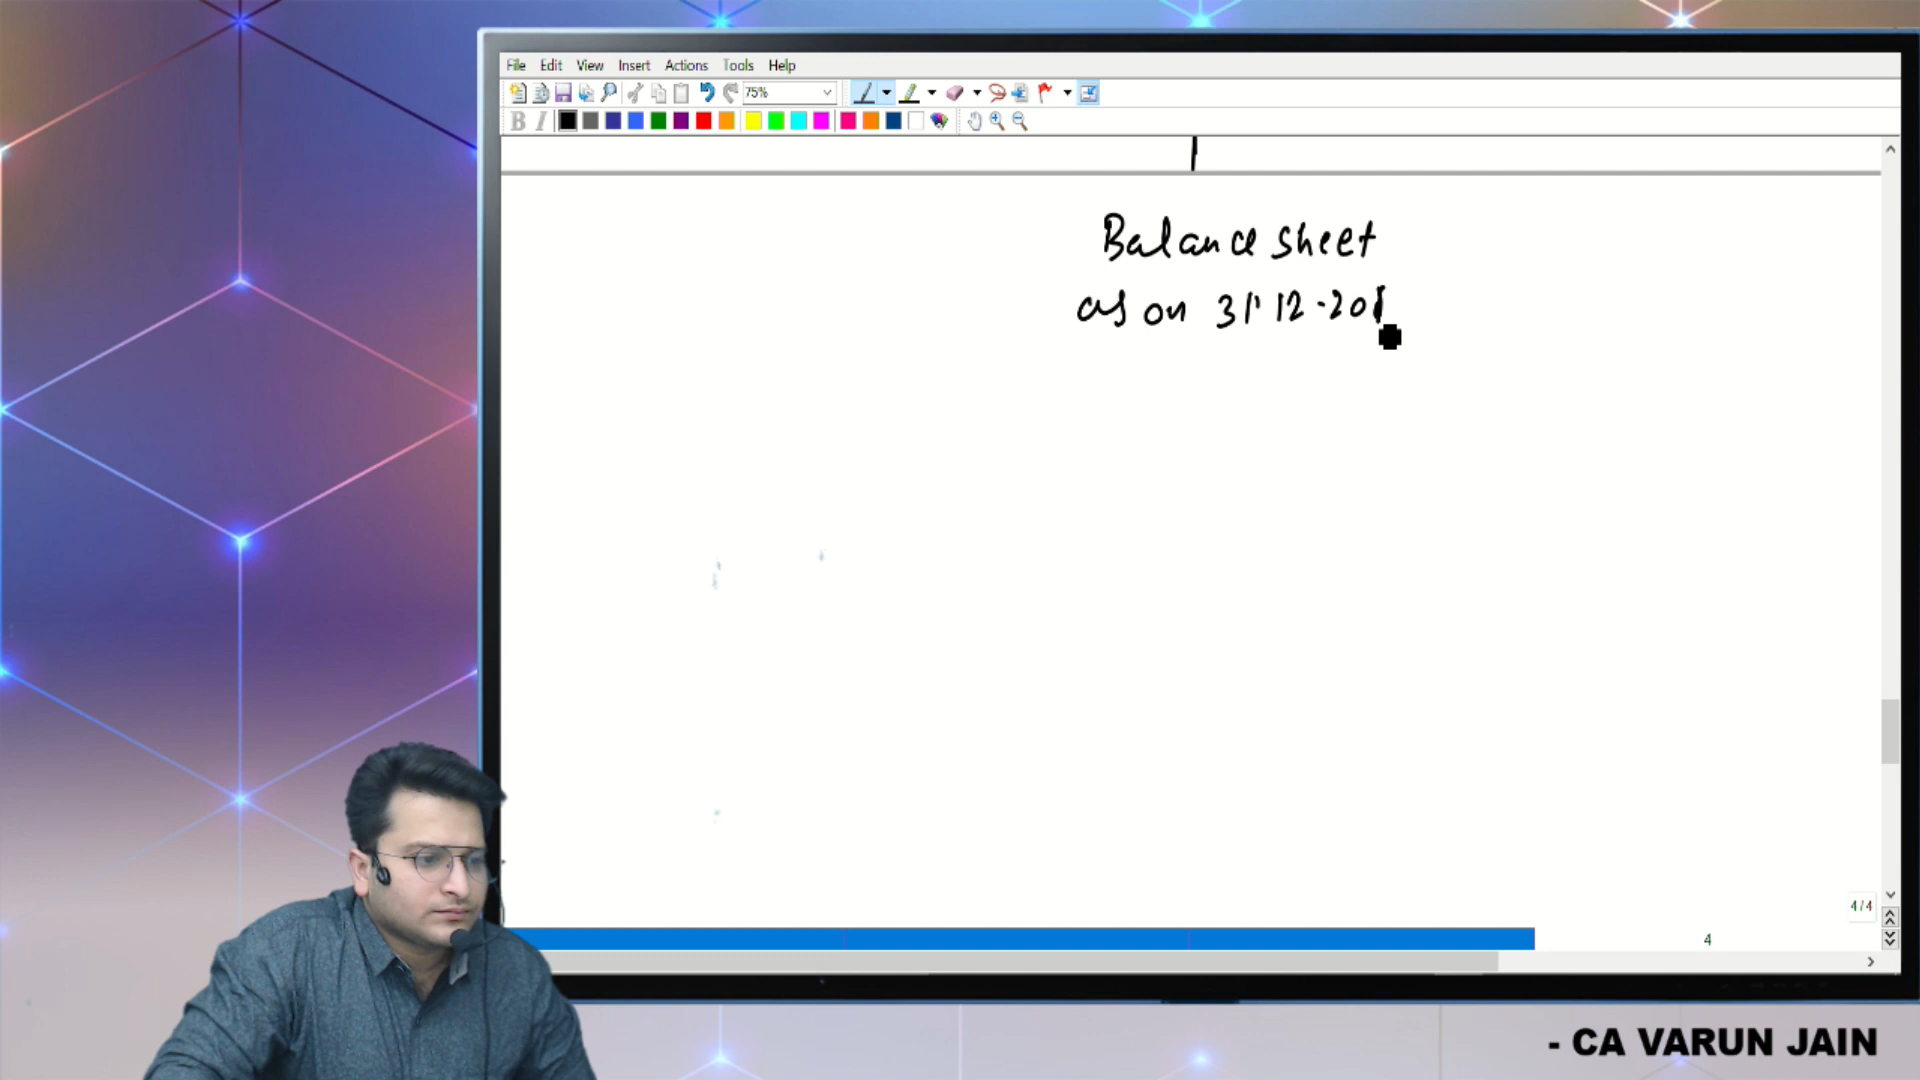 File Edit View Insert Actions Tools Help
75%
B I
Balance sheet
as on 31.12.201
4/4
4
- CA VARUN JAIN